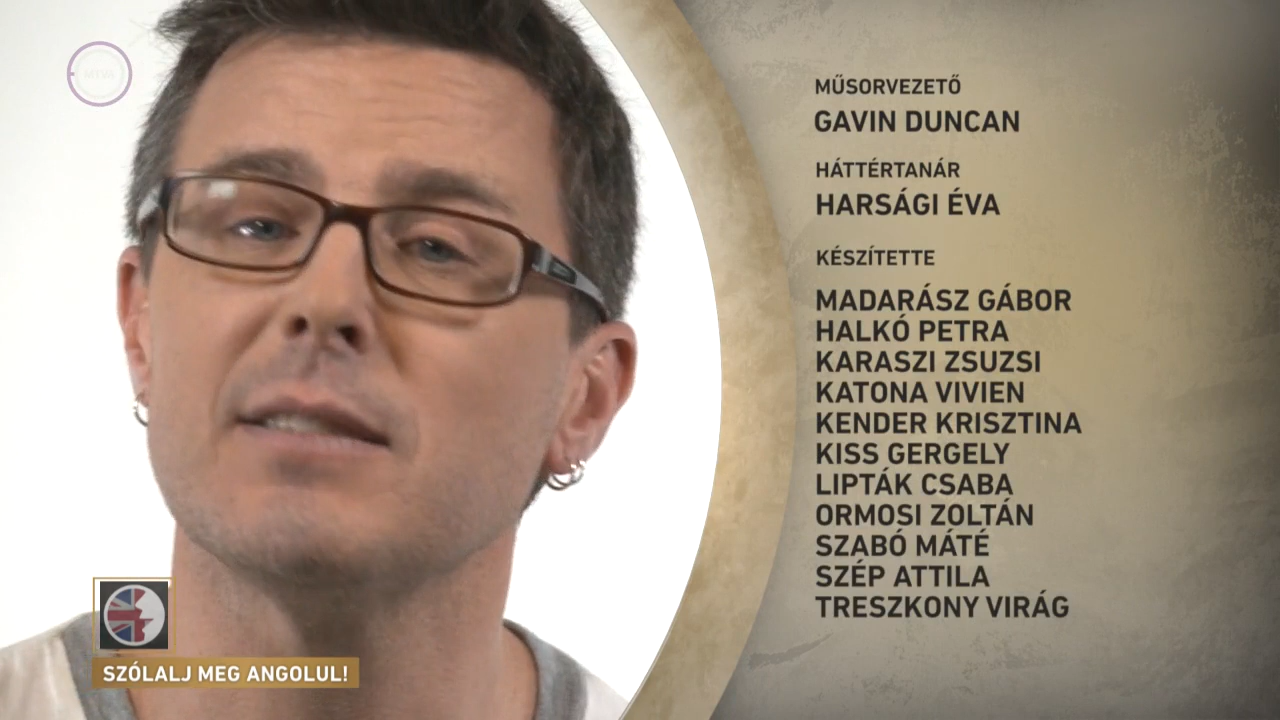 MŰSORVEZETŐ
GAVIN DUNCAN
HÁTTÉRTANÁR
HARSÁGI ÉVA
KÉSZÍTETTE
MADARÁSZ GÁBOR
HALKÓ PETRA
KARASZI ZSUZSI
KATONA VIVIEN
KENDER KRISZTINA
KISS GERGELY
LIPTÁK CSABA
ORMOSI ZOLTÁN
SZABÓ MÁTÉ
SZÉP ATTILA
TRESZKONY VIRÁG
SZÓLALJ MEG ANGOLUL!